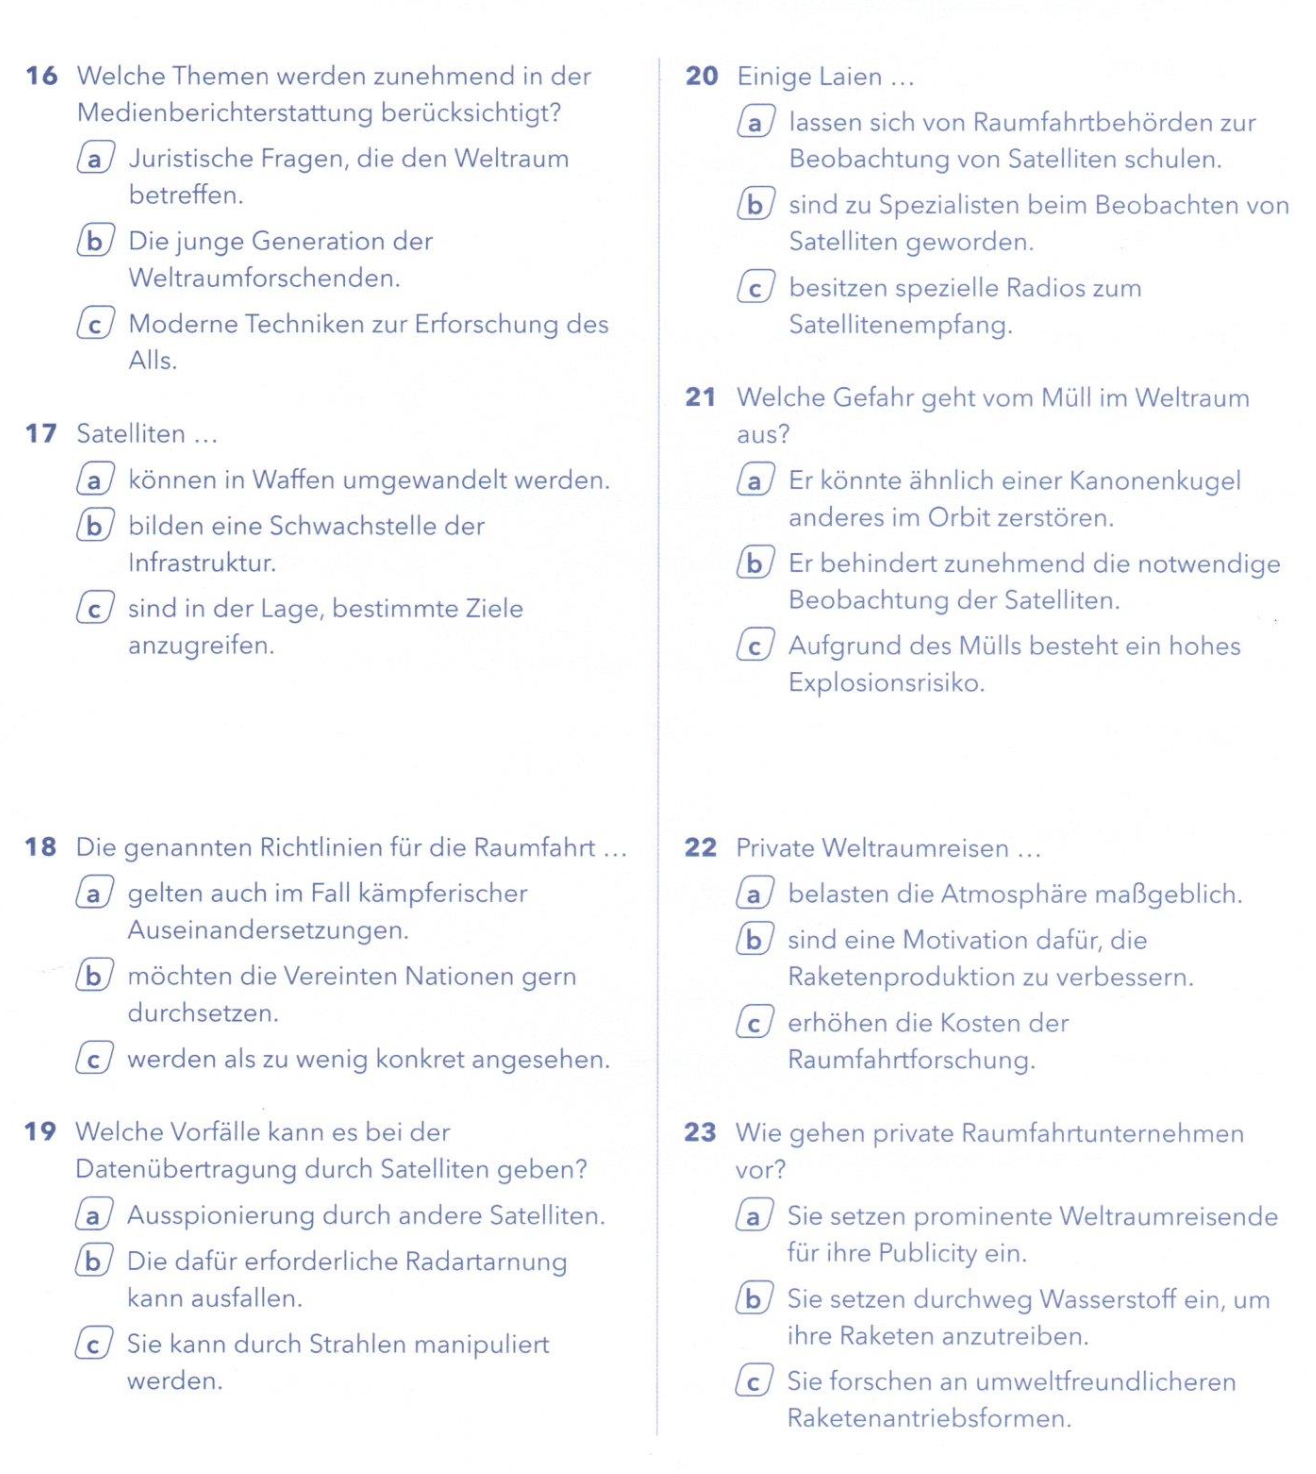 16 Welche Themen werden zunehmend in der
Medienberichterstattung berücksichtigt?
a Juristische Fragen, die den Weltraum
betreffen.
b Die junge Generation der
Weltraumforschenden.
c Moderne Techniken zur Erforschung des
Alls.
17 Satelliten ...
a können in Waffen umgewandelt werden.
b bilden eine Schwachstelle der
Infrastruktur.
c sind in der Lage, bestimmte Ziele
anzugreifen.
18 Die genannten Richtlinien für die Raumfahrt ...
a gelten auch im Fall kämpferischer
Auseinandersetzungen.
b möchten die Vereinten Nationen gern
durchsetzen.
c werden als zu wenig konkret angesehen.
19 Welche Vorfälle kann es bei der
Datenübertragung durch Satelliten geben?
a Ausspionierung durch andere Satelliten.
b Die dafür erforderliche Radartarnung
kann ausfallen.
c Sie kann durch Strahlen manipuliert
werden.
20 Einige Laien ...
a lassen sich von Raumfahrtbehörden zur
Beobachtung von Satelliten schulen.
b sind zu Spezialisten beim Beobachten von
Satelliten geworden.
c besitzen spezielle Radios zum
Satellitenempfang.
21 Welche Gefahr geht vom Müll im Weltraum
aus?
a Er könnte ähnlich einer Kanonenkugel
anderes im Orbit zerstören.
b Er behindert zunehmend die notwendige
Beobachtung der Satelliten.
c Aufgrund des Mülls besteht ein hohes
Explosionsrisiko.
22 Private Weltraumreisen ...
a belasten die Atmosphäre maßgeblich.
b sind eine Motivation dafür, die
Raketenproduktion zu verbessern.
c erhöhen die Kosten der
Raumfahrtforschung.
23 Wie gehen private Raumfahrtunternehmen
vor?
a Sie setzen prominente Weltraumreisende
für ihre Publicity ein.
b Sie setzen durchweg Wasserstoff ein, um
ihre Raketen anzutreiben.
c Sie forschen an umweltfreundlicheren
Raketenantriebsformen.